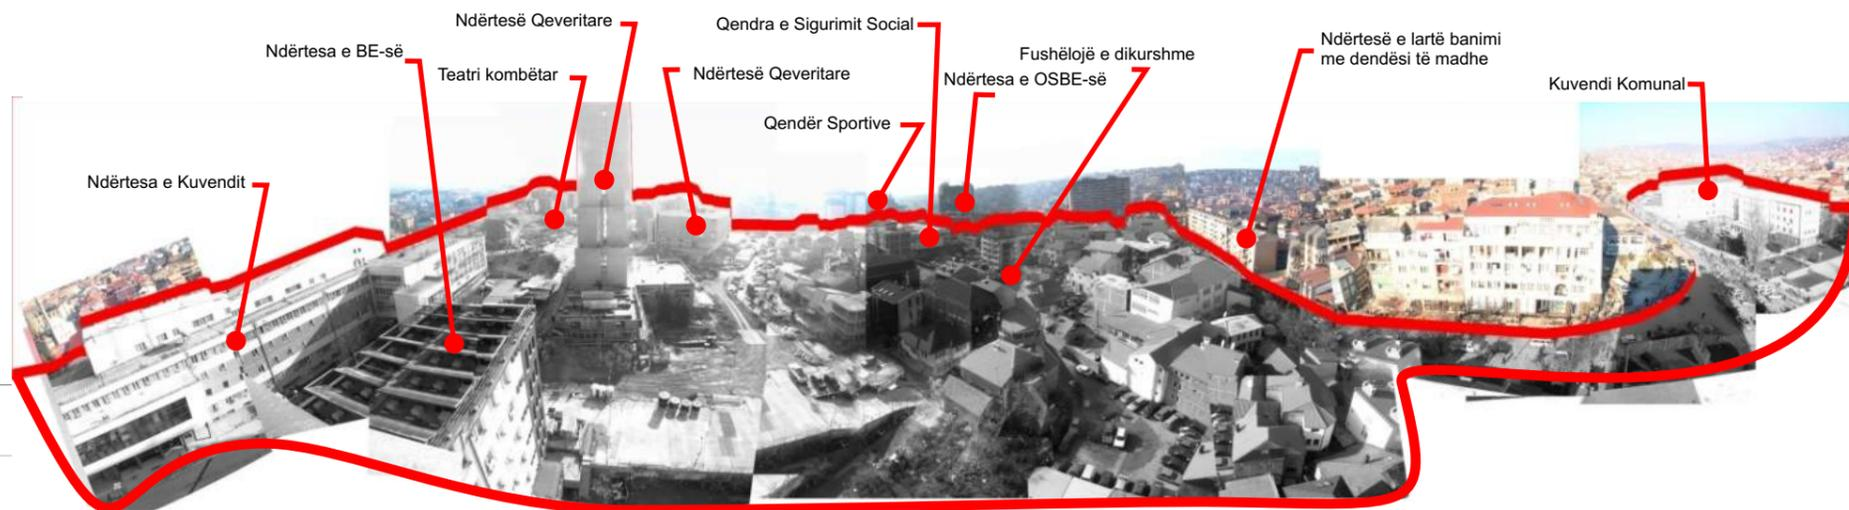 Ndërtesë Qeveritare
Qendra e Sigurimit Social
Ndërtesë e lartë banimi
me dendësi të madhe
Ndërtesa e BE-së
Fushëlojë e dikurshme
Teatri kombëtar
Ndërtesë Qeveritare
Ndërtesa e OSBE-së
Kuvendi Komunal
Qendër Sportive
Ndërtesa e Kuvendit